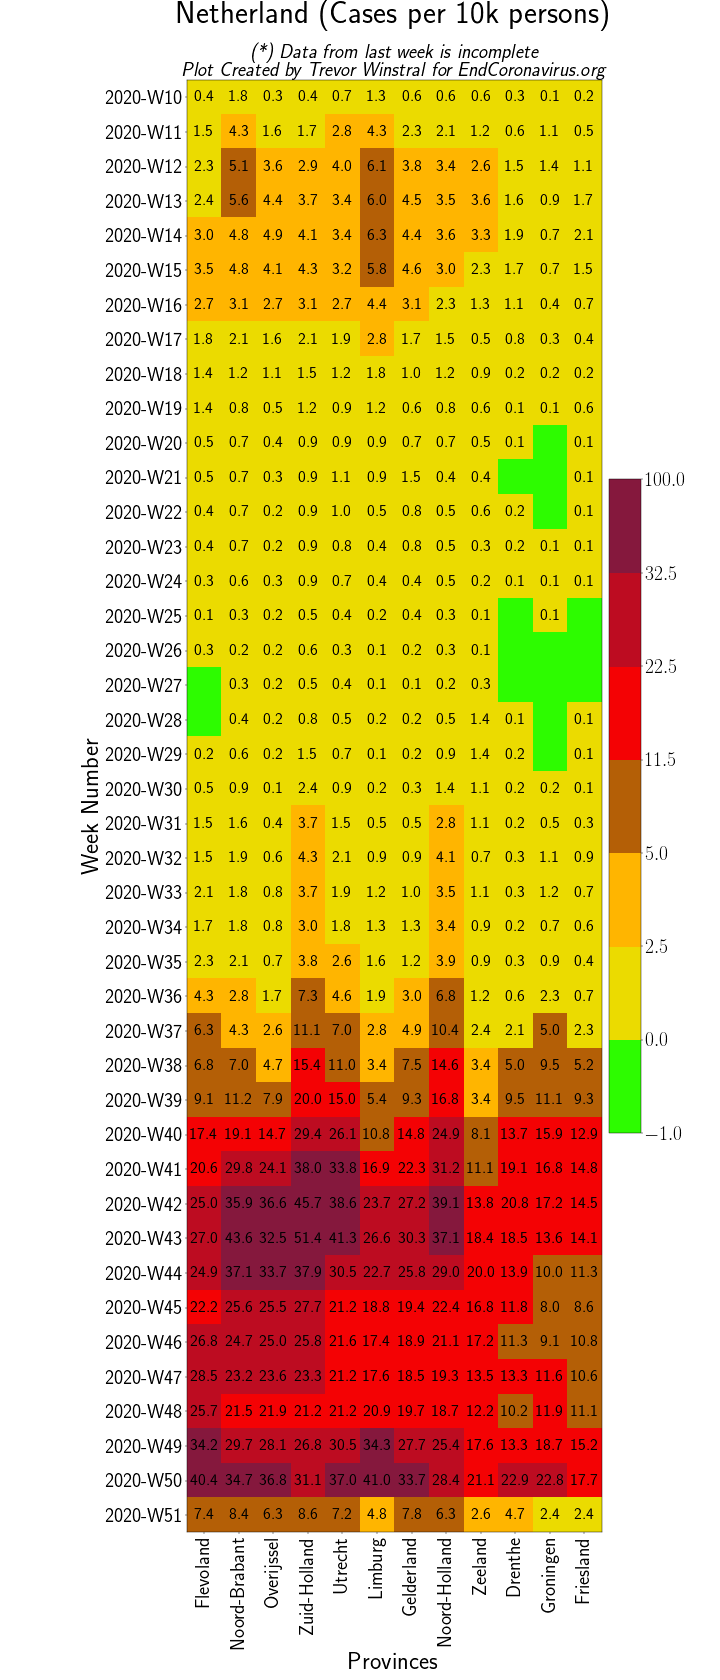 Netherland (Cases per 10k persons)
(*) Data from last week is incomplete
Plot Created by Trevor Winstral for EndCoronavirus.org
2020-W10 0.4 1.8 0.3 0.4 0.7 1.3 0.6 0.6 0.6 0.3 0.1 0.2
2020-W11 1.5 4.3 1.6 1.7 2.8 4.3 2.3 2.1 1.2 0.6 1.1 0.5
2020-W12 2.3 5.1 3.6 2.9 4.0 6.1 3.8 3.4 2.6 1.5 1.4 1.1
2020-W13 2.4 5.6 4.4 3.7 3.4 6.0 4.5 3.5 3.6 1.6 0.9 1.7
2020-W14 3.0 4.8 4.9 4.1 3.4 6.3 4.4 3.6 3.3 1.9 0.7 2.1
2020-W15 3.5 4.8 4.1 4.3 3.2 5.8 4.6 3.0 2.3 1.7 0.7 1.5
2020-W16 2.7 3.1 2.7 3.1 2.7 4.4 3.1 2.3 1.3 1.1 0.4 0.7
2020-W17 1.8 2.1 1.6 2.1 1.9 2.8 1.7 1.5 0.5 0.8 0.3 0.4
2020-W18 1.4 1.2 1.1 1.5 1.2 1.8 1.0 1.2 0.9 0.2 0.2 0.2
2020-W19 1.4 0.8 0.5 1.2 0.9 1.2 0.6 0.8 0.6 0.1 0.1 0.6
2020-W20 0.5 0.7 0.4 0.9 0.9 0.9 0.7 0.7 0.5 0.1 0.1
2020-W21 0.5 0.7 0.3 0.9 1.1 0.9 1.5 0.4 0.4 0.1
2020-W22 0.4 0.7 0.2 0.9 1.0 0.5 0.8 0.5 0.6 0.2 0.1
2020-W23 0.4 0.7 0.2 0.9 0.8 0.4 0.8 0.5 0.3 0.2 0.1 0.1
2020-W24 0.3 0.6 0.3 0.9 0.7 0.4 0.4 0.5 0.2 0.1 0.1 0.1
2020-W25 0.1 0.3 0.2 0.5 0.4 0.2 0.4 0.3 0.1 0.1
2020-W26 0.3 0.2 0.2 0.6 0.3 0.1 0.2 0.3 0.1
2020-W27 0.3 0.2 0.5 0.4 0.1 0.1 0.2 0.3
2020-W28 0.4 0.2 0.8 0.5 0.2 0.2 0.5 1.4 0.1 0.1
2020-W29 0.2 0.6 0.2 1.5 0.7 0.1 0.2 0.9 1.4 0.2 0.1
2020-W30 0.5 0.9 0.1 2.4 0.9 0.2 0.3 1.4 1.1 0.2 0.2 0.1
2020-W31 1.5 1.6 0.4 3.7 1.5 0.5 0.5 2.8 1.1 0.2 0.5 0.3
2020-W32 1.5 1.9 0.6 4.3 2.1 0.9 0.9 4.1 0.7 0.3 1.1 0.9
2020-W33 2.1 1.8 0.8 3.7 1.9 1.2 1.0 3.5 1.1 0.3 1.2 0.7
2020-W34 1.7 1.8 0.8 3.0 1.8 1.3 1.3 3.4 0.9 0.2 0.7 0.6
2020-W35 2.3 2.1 0.7 3.8 2.6 1.6 1.2 3.9 0.9 0.3 0.9 0.4
2020-W36 4.3 2.8 1.7 7.3 4.6 1.9 3.0 6.8 1.2 0.6 2.3 0.7
2020-W37 6.3 4.3 2.6 11.1 7.0 2.8 4.9 10.4 2.4 2.1 5.0 2.3
2020-W38 6.8 7.0 4.7 15.4 11.0 3.4 7.5 14.6 3.4 5.0 9.5 5.2
2020-W39 9.1 11.2 7.9 20.0 15.0 5.4 9.3 16.8 3.4 9.5 11.1 9.3
2020-W40 17.4 19.1 14.7 29.4 26.1 10.8 14.8 24.9 8.1 13.7 15.9 12.9
2020-W41 20.6 29.8 24.1 38.0 33.8 16.9 22.3 31.2 11.1 19.1 16.8 14.8
2020-W42 25.0 35.9 36.6 45.7 38.6 23.7 27.2 39.1 13.8 20.8 17.2 14.5
2020-W43 27.0 43.6 32.5 51.4 41.3 26.6 30.3 37.1 18.4 18.5 13.6 14.1
2020-W44 24.9 37.1 33.7 37.9 30.5 22.7 25.8 29.0 20.0 13.9 10.0 11.3
2020-W45 22.2 25.6 25.5 27.7 21.2 18.8 19.4 22.4 16.8 11.8 8.0 8.6
2020-W46 26.8 24.7 25.0 25.8 21.6 17.4 18.9 21.1 17.2 11.3 9.1 10.8
2020-W47 28.5 23.2 23.6 23.3 21.2 17.6 18.5 19.3 13.5 13.3 11.6 10.6
2020-W48 25.7 21.5 21.9 21.2 21.2 20.9 19.7 18.7 12.2 10.2 11.9 11.1
2020-W49 34.2 29.7 28.1 26.8 30.5 34.3 27.7 25.4 17.6 13.3 18.7 15.2
2020-W50 40.4 34.7 36.8 31.1 37.0 41.0 33.7 28.4 21.1 22.9 22.8 17.7
2020-W51 7.4 8.4 6.3 8.6 7.2 4.8 7.8 6.3 2.6 4.7 2.4 2.4
Week Number
Flevoland
Noord-Brabant
Overijssel
Zuid-Holland
Utrecht
Limburg
Gelderland
Noord-Holland
Zeeland
Drenthe
Groningen
Friesland
Provinces
100.0
32.5
22.5
11.5
5.0
2.5
0.0
−1.0